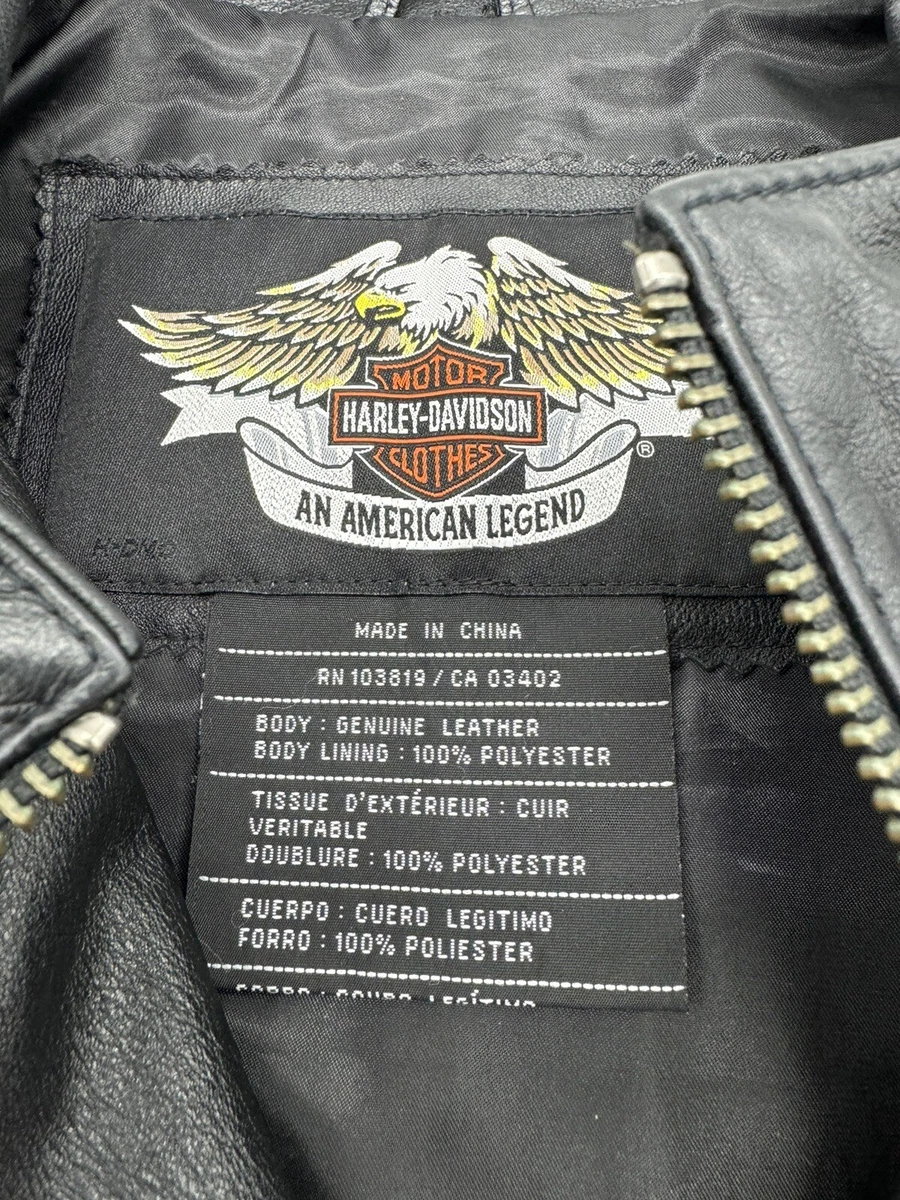 MOTOR
HARLEY-DAVIDSON
CLOTHES
®
AN AMERICAN LEGEND
MADE IN CHINA
RN 103819 / CA 03402
BODY : GENUINE LEATHER
BODY LINING : 100% POLYESTER
TISSUE D'EXTÉRIEUR : CUIR
VERITABLE
DOUBLURE : 100% POLYESTER
CUERPO : CUERO LEGITIMO
FORRO : 100% POLIESTER